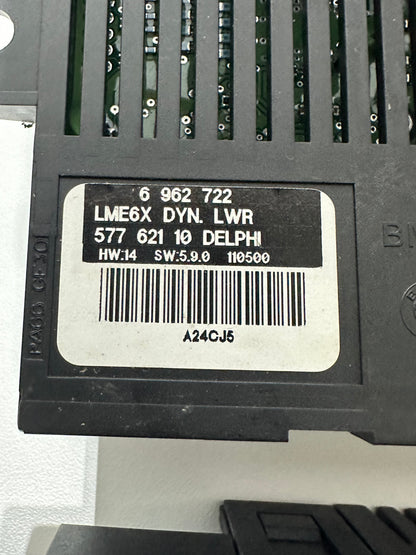 6 962 722
LME6X DYN. LWR
577 621 10 DELPHI
HW:14 SW:5.9.0 110500
A24CJ5